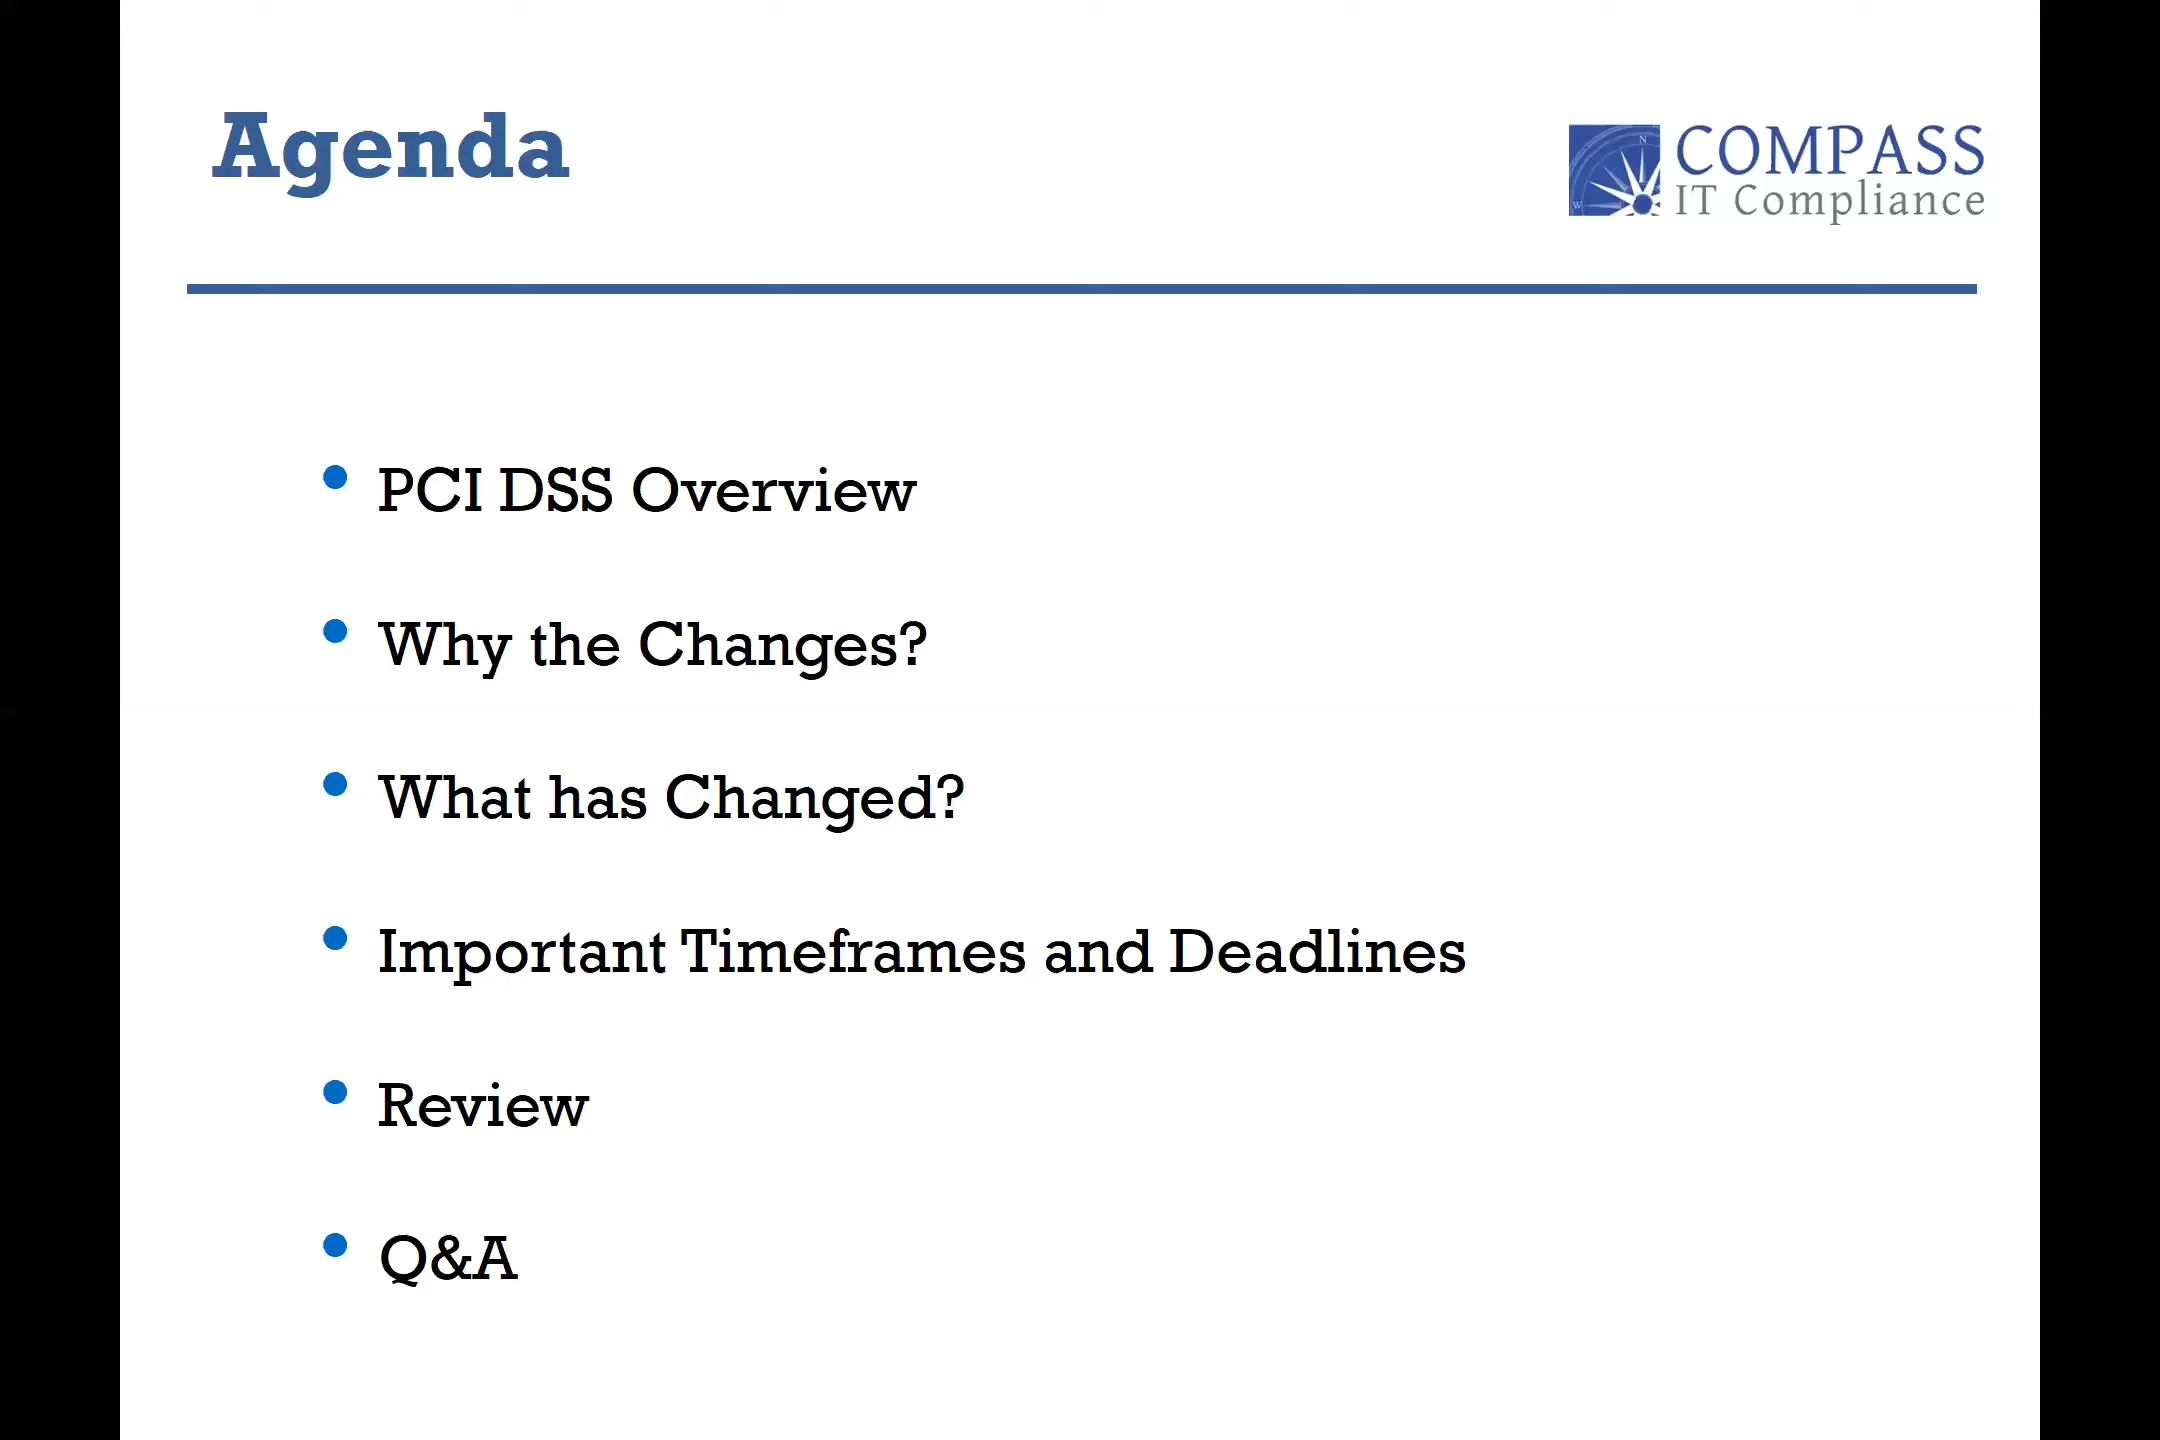 Agenda
N
W
COMPASS
IT Compliance
PCI DSS Overview
Why the Changes?
What has Changed?
Important Timeframes and Deadlines
Review
Q&A